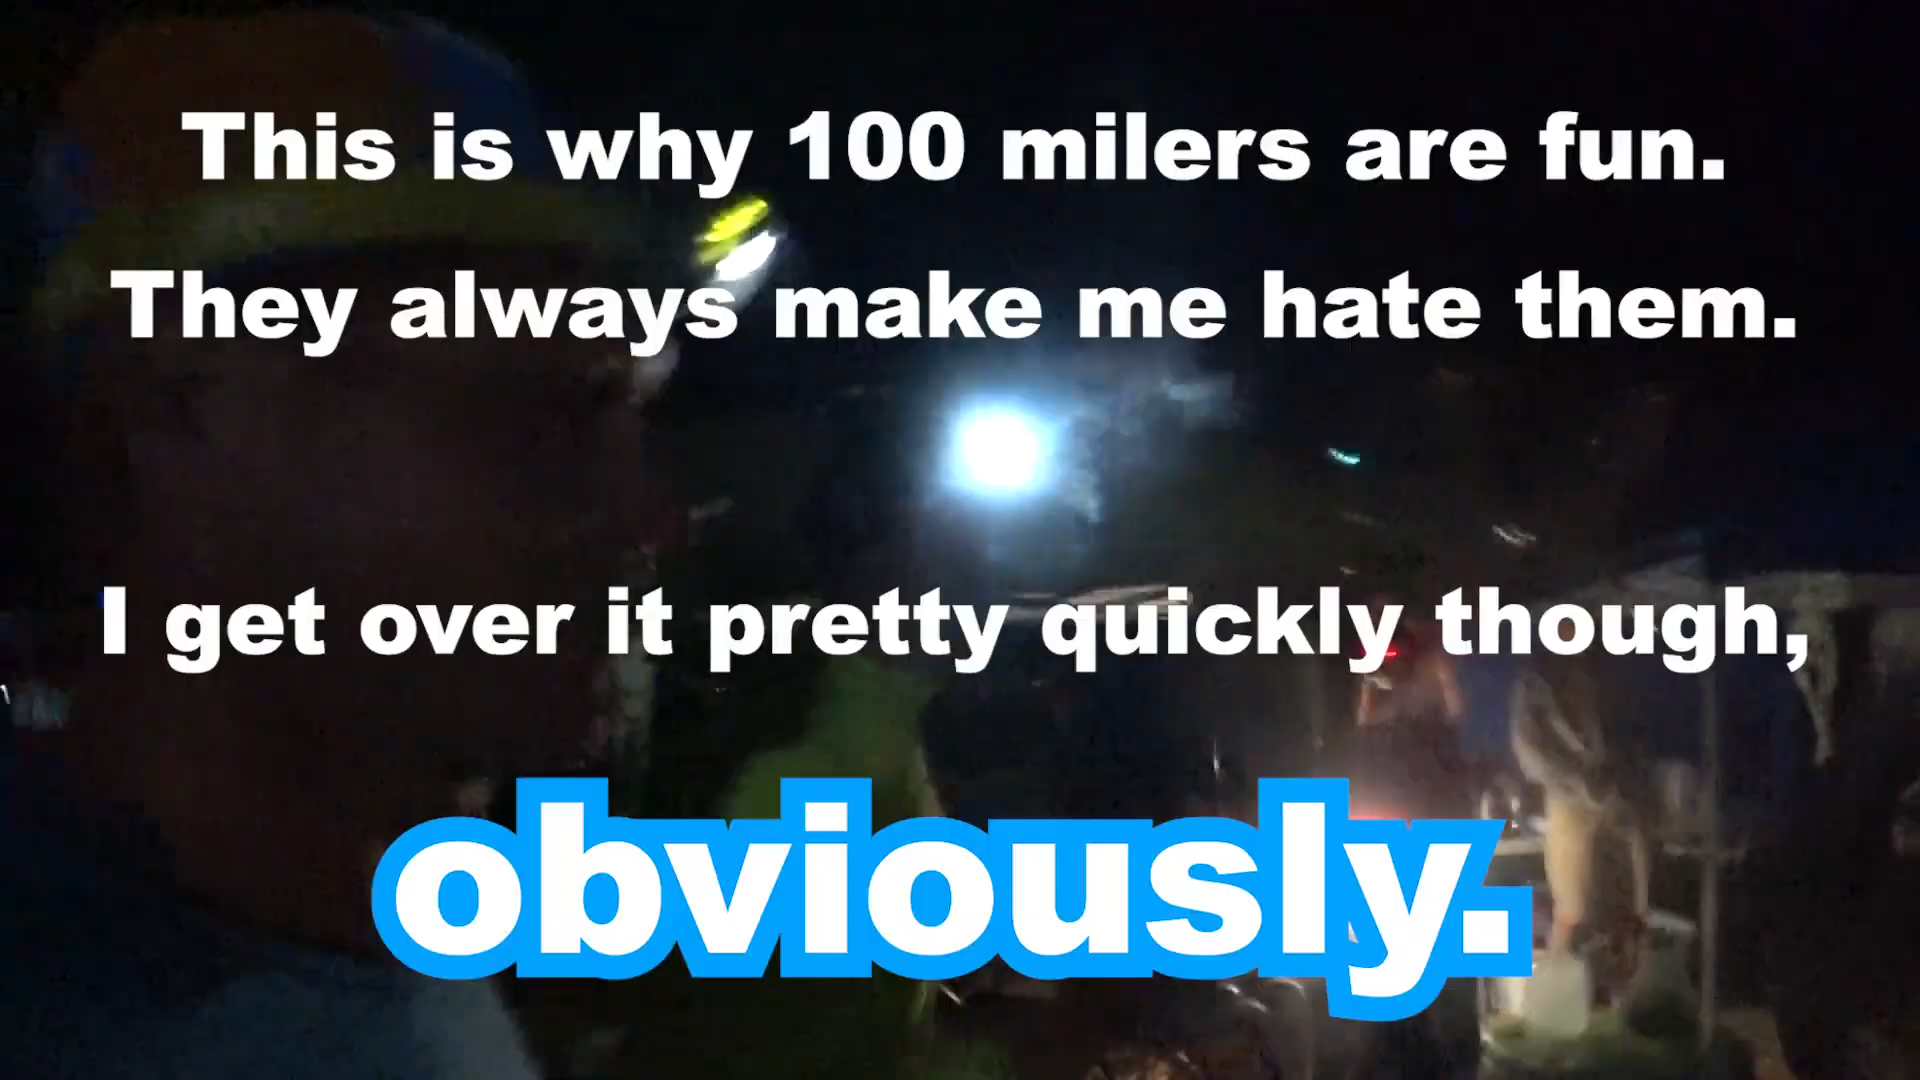 This is why 100 milers are fun.
They always make me hate them.
I get over it pretty quickly though,
obviously.